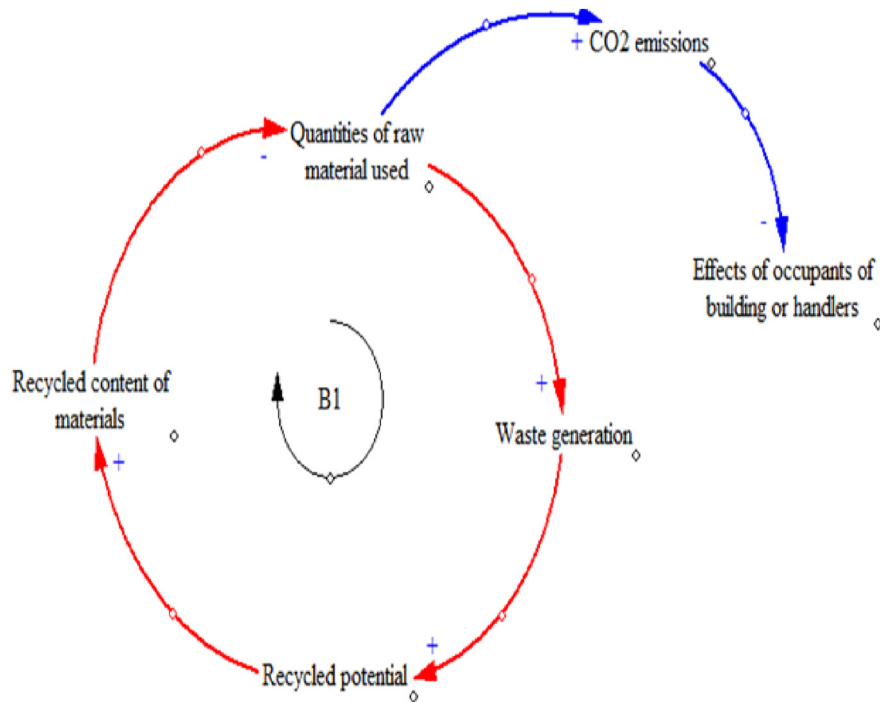 + CO2 emissions
Quantities of raw
material used
-
-
Effects of occupants of
building or handlers
Recycled content of
materials
B1
+
Waste generation
+
+
Recycled potential